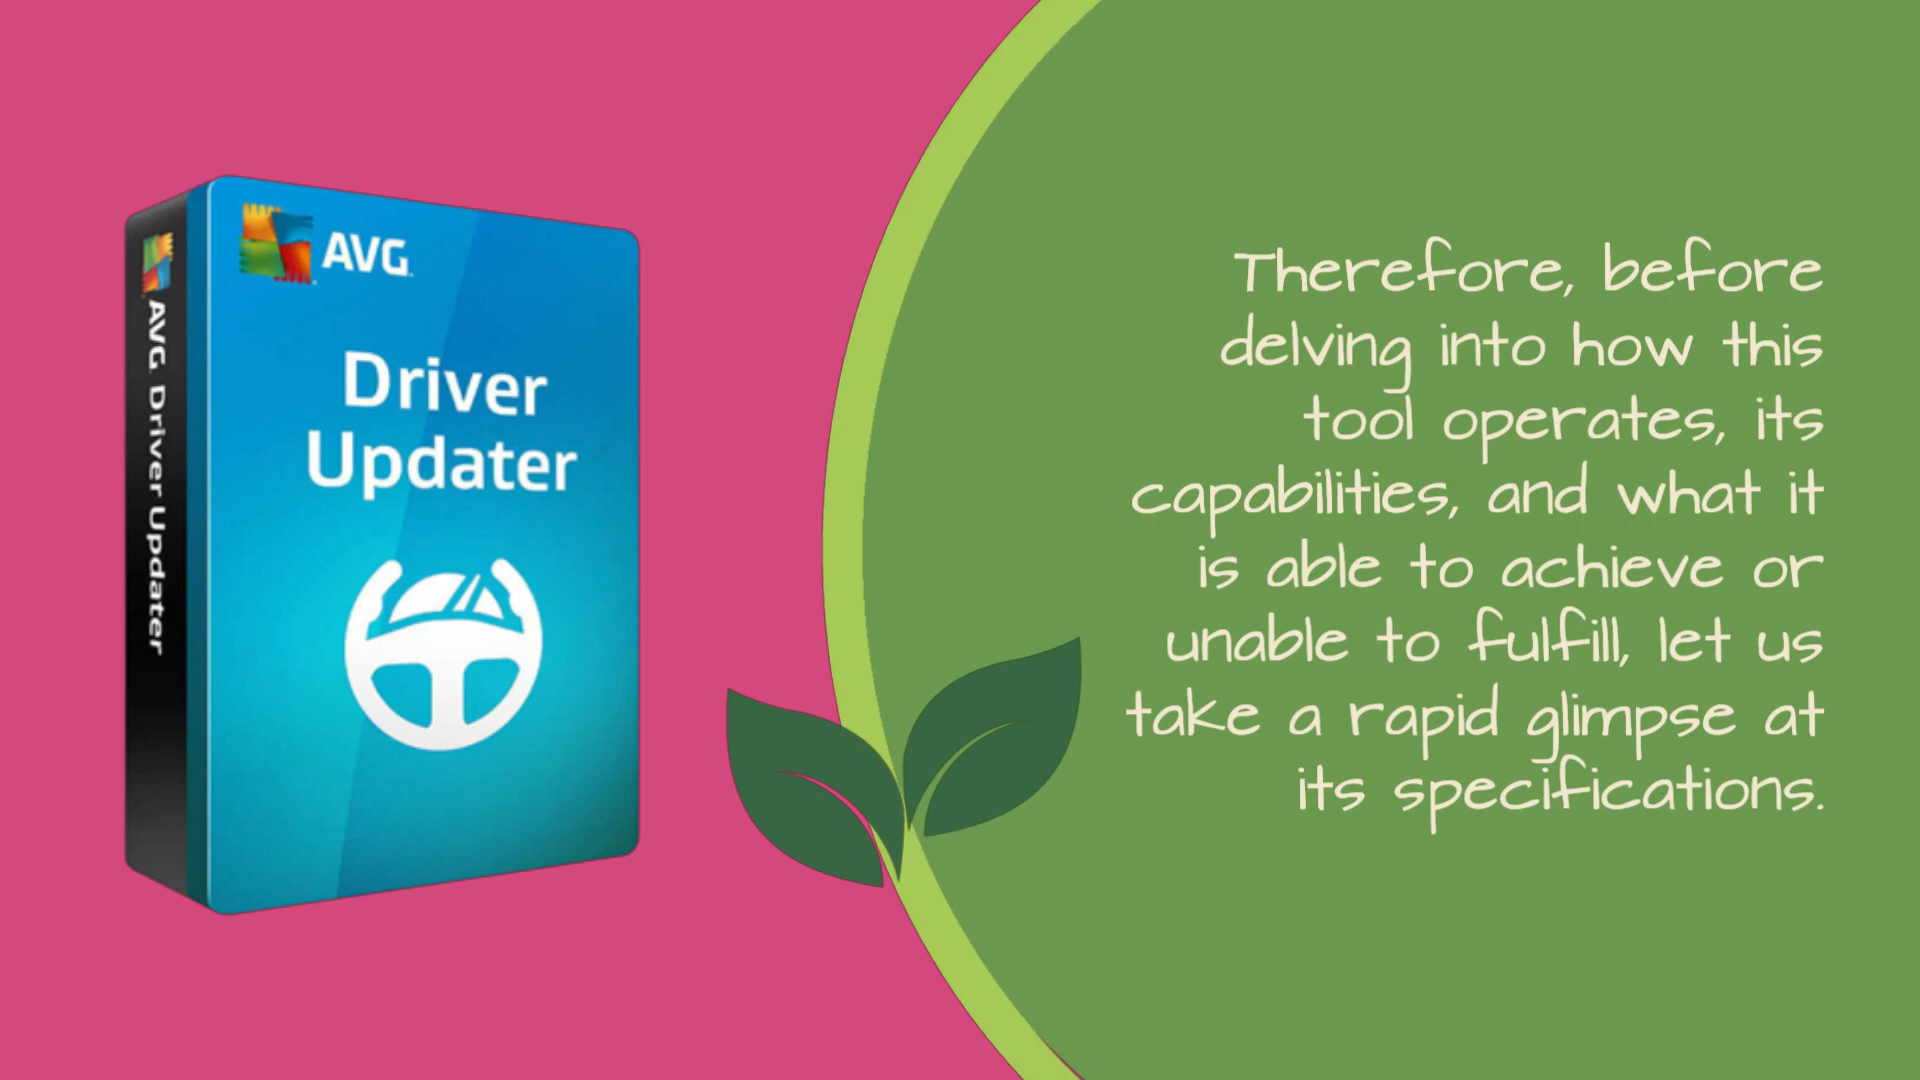 AVG
Driver
Updater
AVG Driver Updater
Therefore, before
delving into how this
tool operates, its
capabilities, and what it
is able to achieve or
unable to fulfill, let us
take a rapid glimpse at
its specifications.